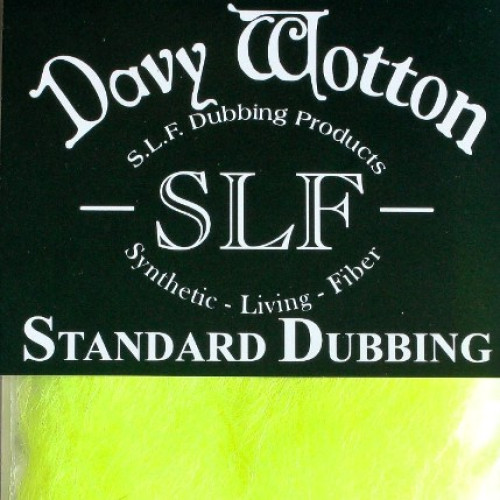 Davy Wotton
S.L.F. Dubbing Products
SLF
Synthetic - Living - Fiber
STANDARD DUBBING